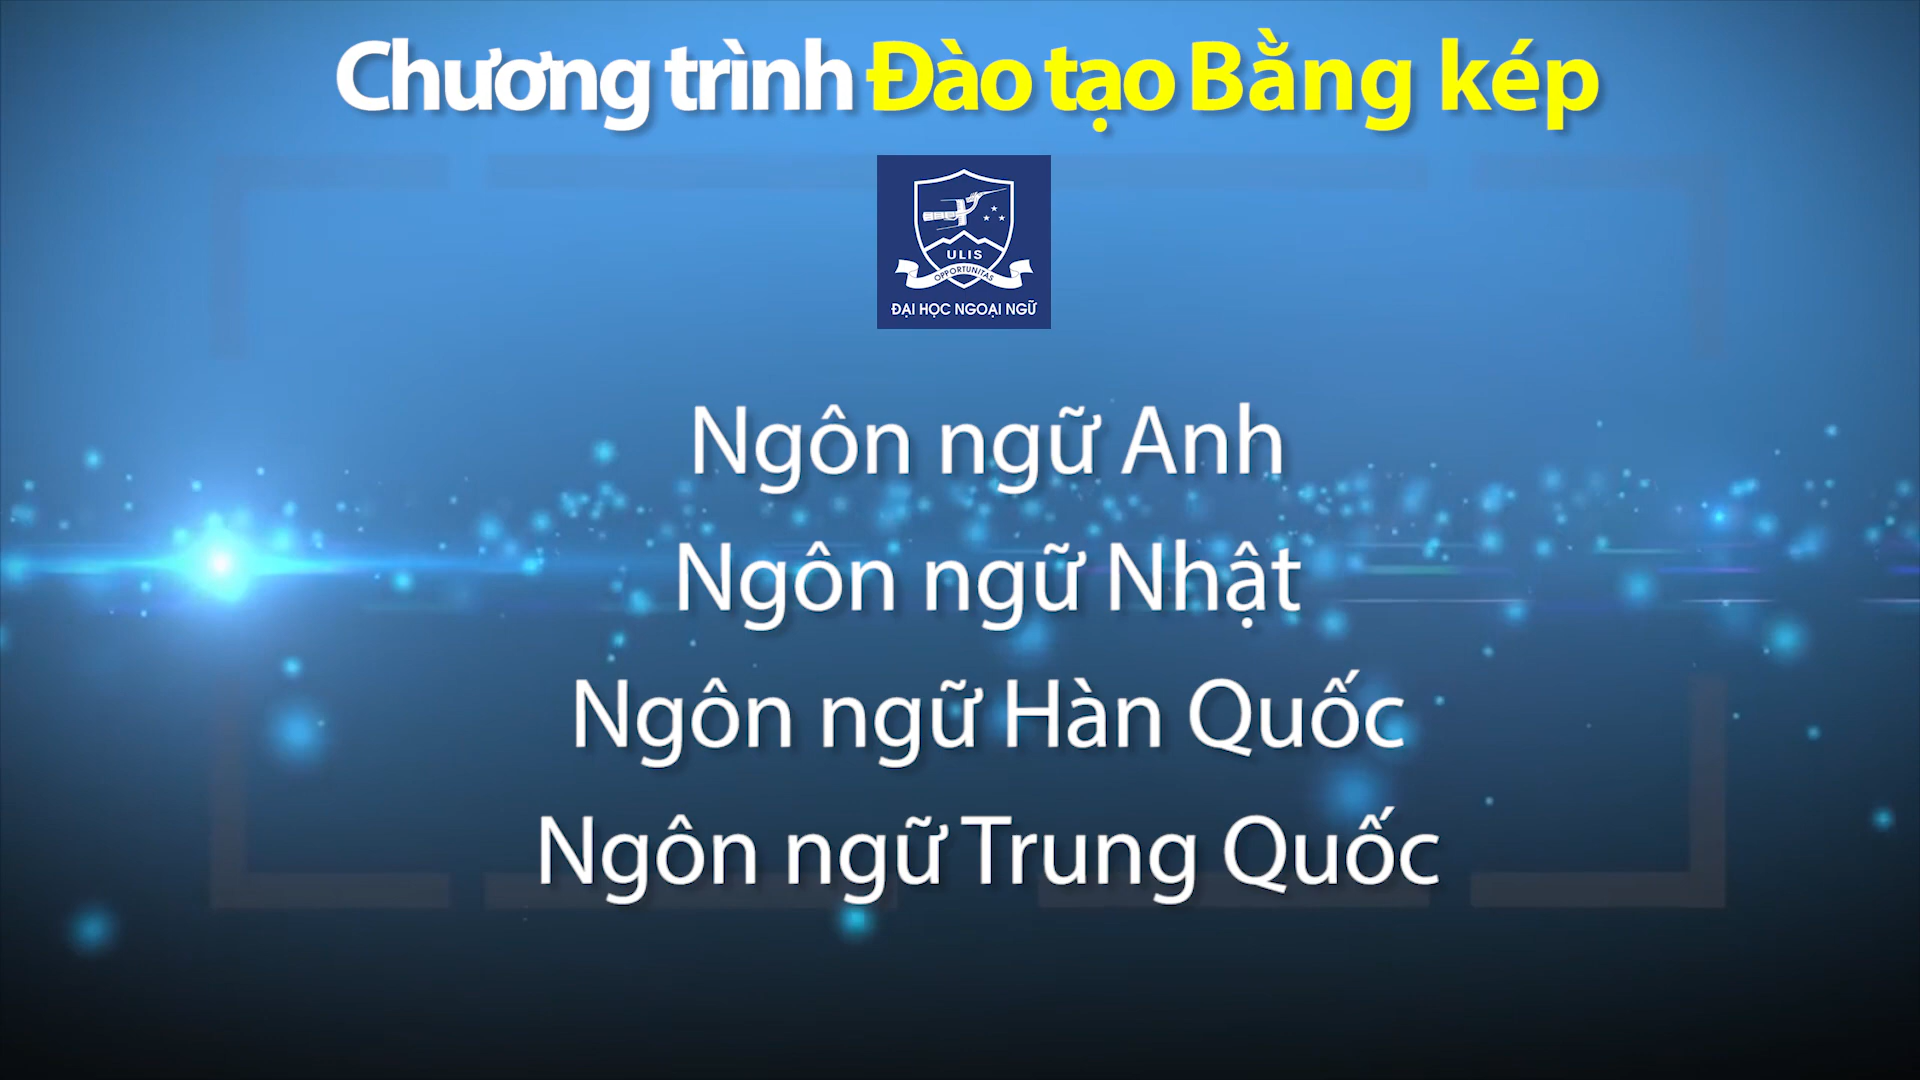 Chương trình Đào tạo Bằng kép
ULIS
OPPORTUNITAS
ĐẠI HỌC NGOẠI NGỮ
Ngôn ngữ Anh
Ngôn ngữ Nhật
Ngôn ngữ Hàn Quốc
Ngôn ngữ Trung Quốc